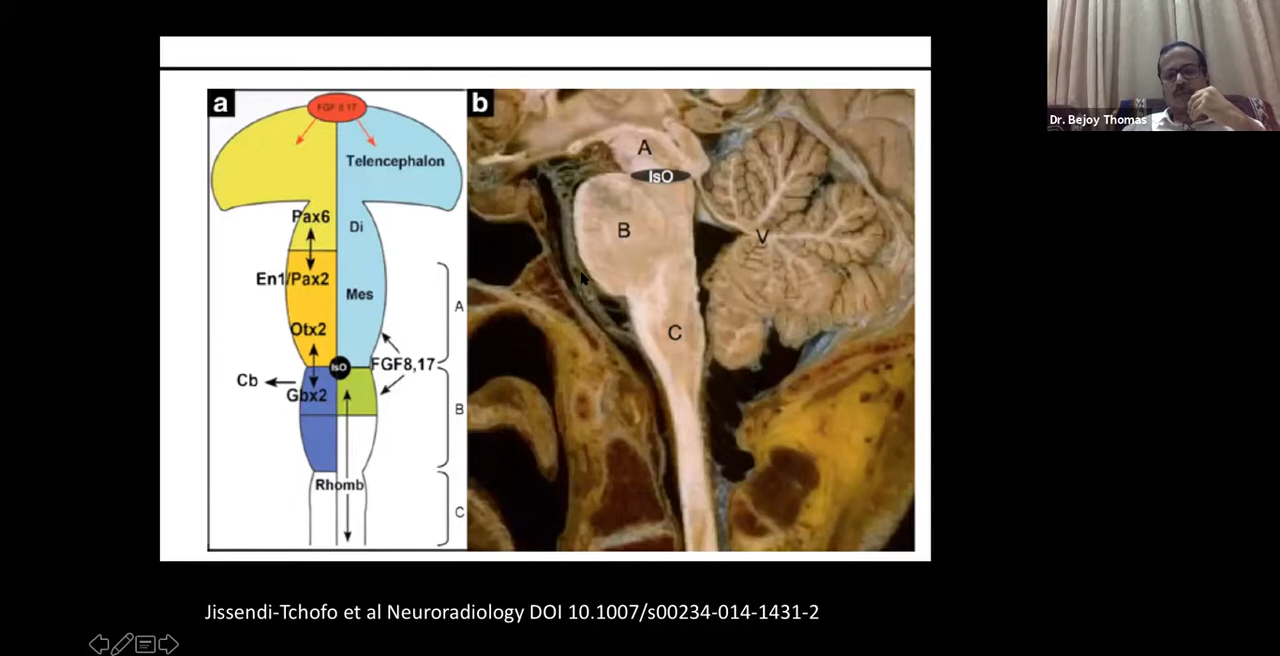 a
FGF 8,17
Telencephalon
Pax6
Di
En1/Pax2
Mes
A
Otx2
IsO
FGF8,17
Cb
Gbx2
B
Rhomb
C
b
A
IsO
B
V
C
Dr. Bejoy Thomas
Jissendi-Tchofo et al Neuroradiology DOI 10.1007/s00234-014-1431-2